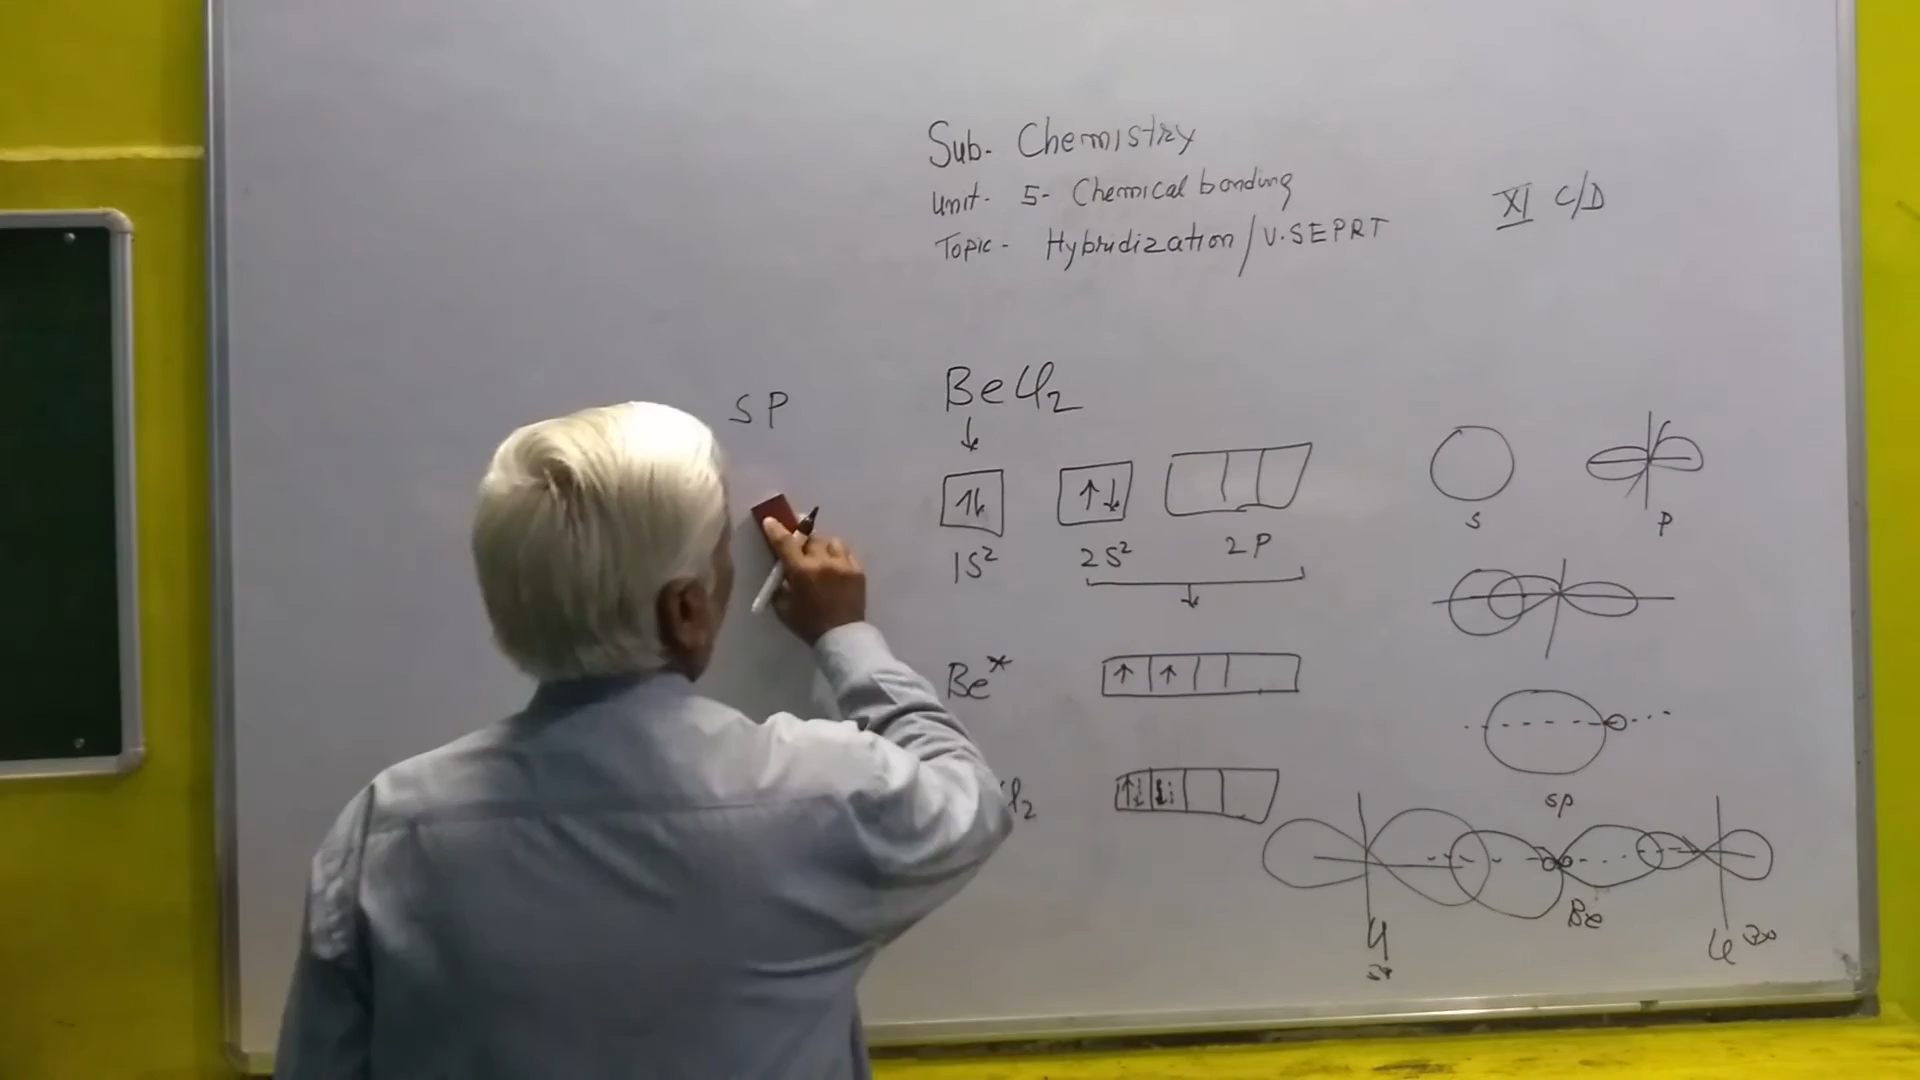 Sub. Chemistry
Unit. 5- Chemical bonding
Topic- Hybridization/V.SEPRT
XI C/D
SP
BeCl2
↑↓ ↑↓
1S² 2S² 2P
S P
Be* ↑ ↑
l2
sp
Be
Cl
Cl